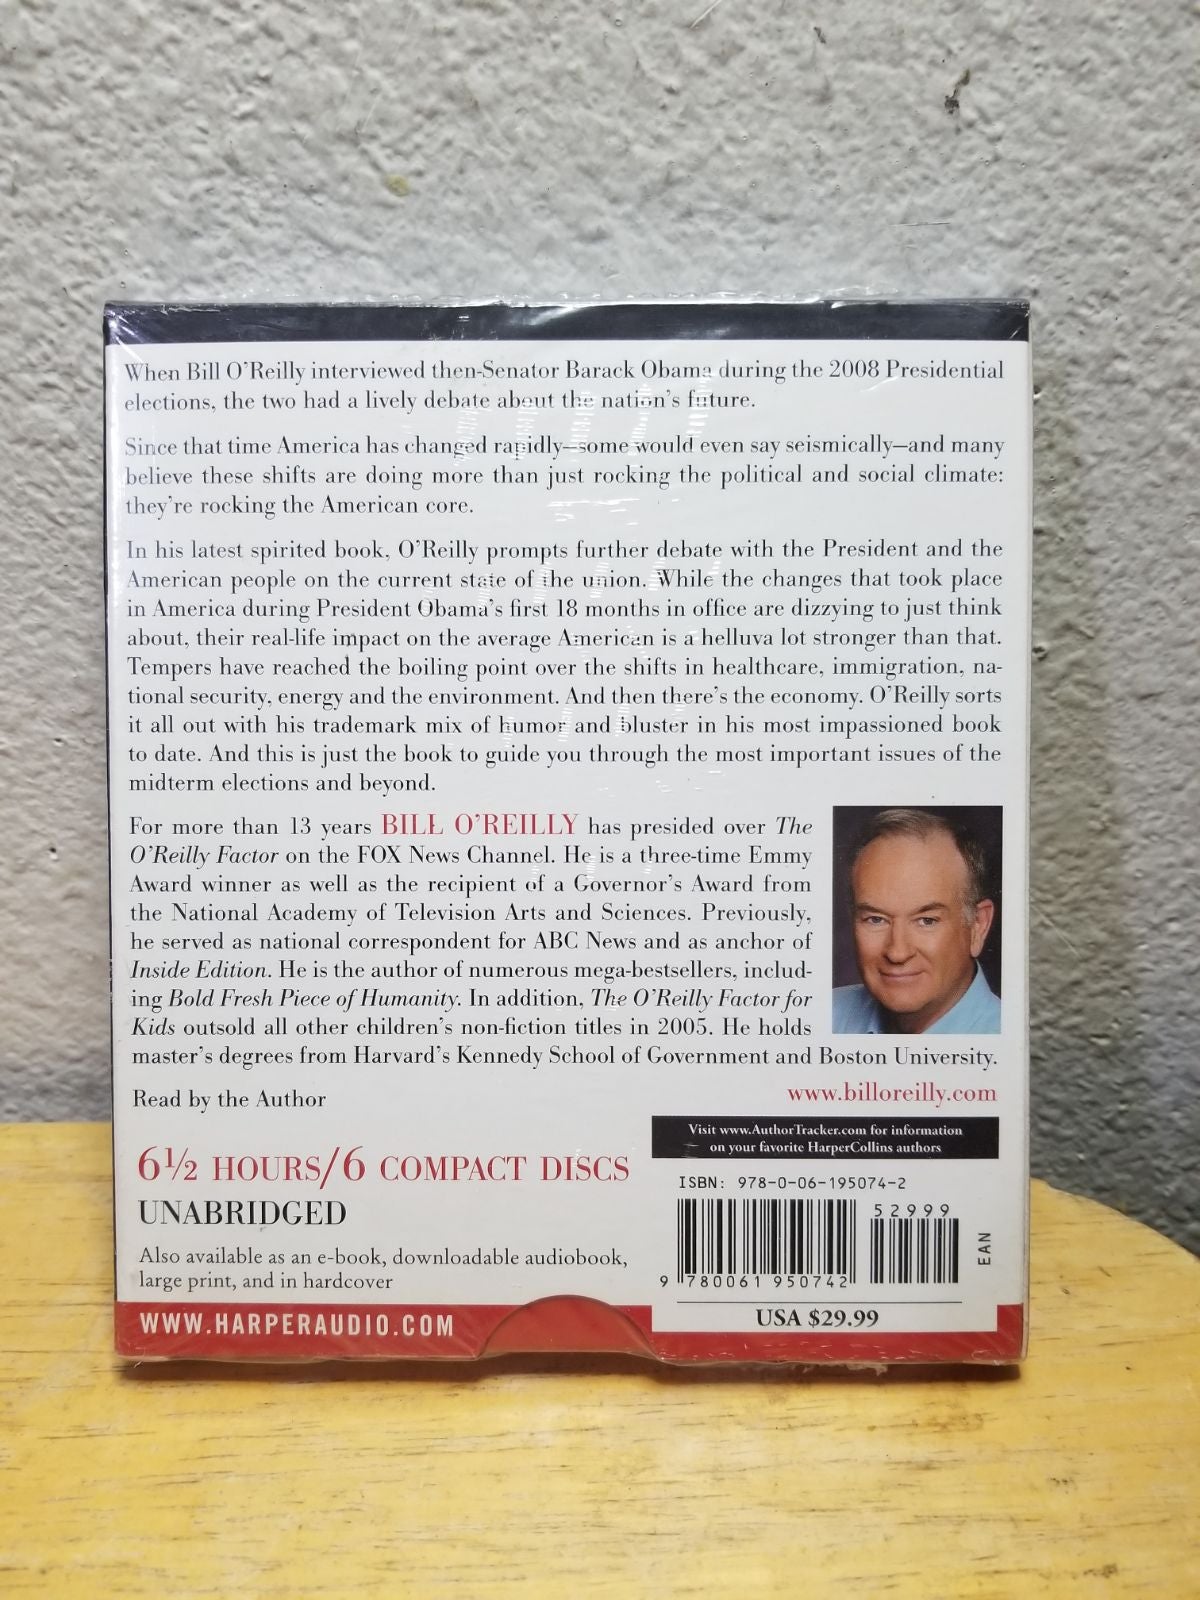 When Bill O'Reilly interviewed then-Senator Barack Obama during the 2008 Presidential
elections, the two had a lively debate about the nation's future.
Since that time America has changed rapidly—some would even say seismically—and many
believe these shifts are doing more than just rocking the political and social climate:
they're rocking the American core.
In his latest spirited book, O'Reilly prompts further debate with the President and the
American people on the current state of the union. While the changes that took place
in America during President Obama's first 18 months in office are dizzying to just think
about, their real-life impact on the average American is a helluva lot stronger than that.
Tempers have reached the boiling point over the shifts in healthcare, immigration, na-
tional security, energy and the environment. And then there's the economy. O'Reilly sorts
it all out with his trademark mix of humor and bluster in his most impassioned book
to date. And this is just the book to guide you through the most important issues of the
midterm elections and beyond.
For more than 13 years BILL O'REILLY has presided over The
O'Reilly Factor on the FOX News Channel. He is a three-time Emmy
Award winner as well as the recipient of a Governor's Award from
the National Academy of Television Arts and Sciences. Previously,
he served as national correspondent for ABC News and as anchor of
Inside Edition. He is the author of numerous mega-bestsellers, includ-
ing Bold Fresh Piece of Humanity. In addition, The O'Reilly Factor for
Kids outsold all other children's non-fiction titles in 2005. He holds
master's degrees from Harvard's Kennedy School of Government and Boston University.
Read by the Author
www.billoreilly.com
Visit www.AuthorTracker.com for information
on your favorite HarperCollins authors
6½ HOURS/6 COMPACT DISCS
UNABRIDGED
Also available as an e-book, downloadable audiobook,
large print, and in hardcover
WWW.HARPERAUDIO.COM
ISBN: 978-0-06-195074-2
52999
9 780061 950742
EAN
USA $29.99